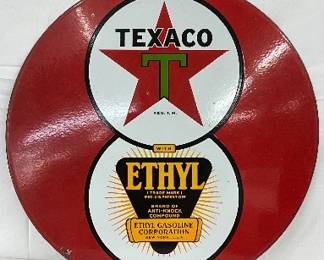 TEXACO
T
REG. T. M.
WITH
ETHYL
TRADE MARK
BRAND OF
ANTI-KNOCK
COMPOUND
ETHYL GASOLINE
CORPORATION
NEW YORK, U.S.A.